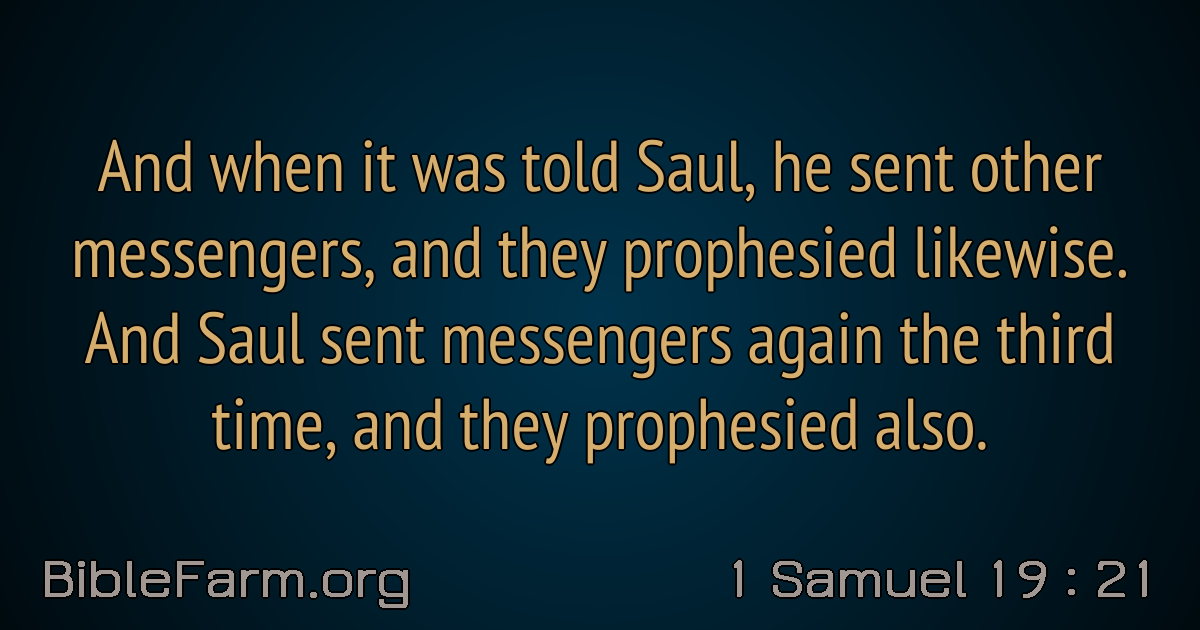 And when it was told Saul, he sent other
messengers, and they prophesied likewise.
And Saul sent messengers again the third
time, and they prophesied also.
BibleFarm.org
1 Samuel 19 : 21